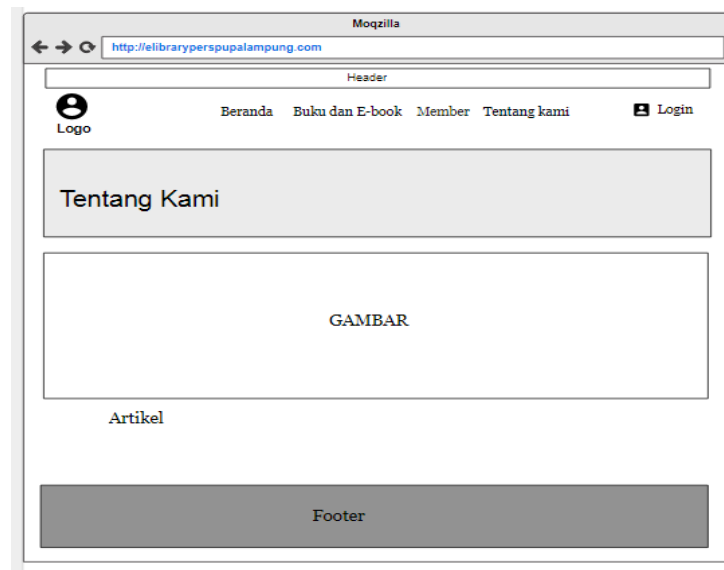 Moqzilla
http://elibraryperspupalampung.com
Header
Logo
Beranda Buku dan E-book Member Tentang kami Login
Tentang Kami
GAMBAR
Artikel
Footer